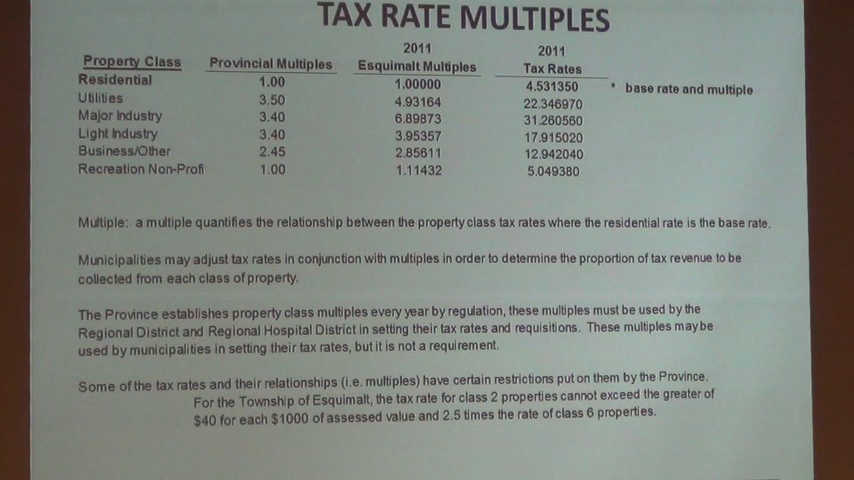 TAX RATE MULTIPLES
2011 2011
Property Class Provincial Multiples Esquimalt Multiples Tax Rates
Residential 1.00 1.00000 4.531350 * base rate and multiple
Utilities 3.50 4.93164 22.346970
Major Industry 3.40 6.89873 31.260560
Light Industry 3.40 3.95357 17.915020
Business/Other 2.45 2.85611 12.942040
Recreation Non-Profi 1.00 1.11432 5.049380
Multiple: a multiple quantifies the relationship between the property class tax rates where the residential rate is the base rate.
Municipalities may adjust tax rates in conjunction with multiples in order to determine the proportion of tax revenue to be
collected from each class of property.
The Province establishes property class multiples every year by regulation, these multiples must be used by the
Regional District and Regional Hospital District in setting their tax rates and requisitions. These multiples may be
used by municipalities in setting their tax rates, but it is not a requirement.
Some of the tax rates and their relationships (i.e. multiples) have certain restrictions put on them by the Province.
For the Township of Esquimalt, the tax rate for class 2 properties cannot exceed the greater of
$40 for each $1000 of assessed value and 2.5 times the rate of class 6 properties.